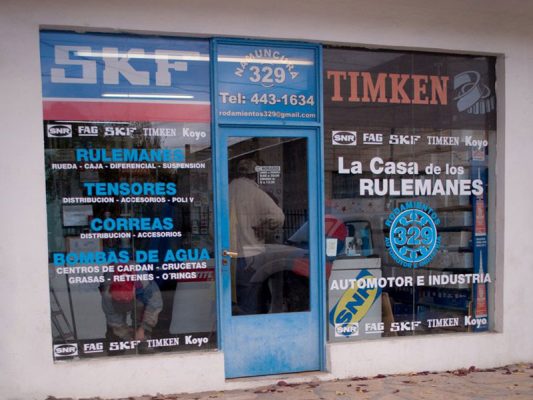 SKF
SNR FAG SKF TIMKEN Koyo
RULEMANES
RUEDA - CAJA - DIFERENCIAL - SUSPENSIÓN
TENSORES
DISTRIBUCION - ACCESORIOS - POLI V
CORREAS
DISTRIBUCION - ACCESORIOS
BOMBAS DE AGUA
CENTROS DE CARDAN - CRUCETAS
GRASAS - RETENES - O'RINGS
SNR FAG SKF TIMKEN Koyo
NAMUNCURA
329
Tel: 443-1634
rodamientos329@gmail.com
TIMKEN
SNR FAG SKF TIMKEN Koyo
La Casa de los
RULEMANES
RODAMIENTOS
329
AUTOMOTOR E INDUSTRIA
SNR
SNR FAG SKF TIMKEN Koyo